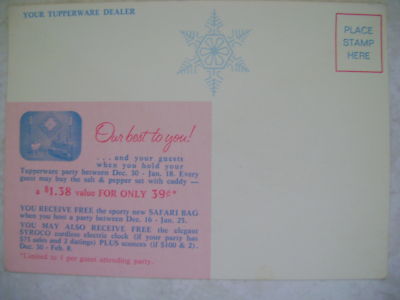 YOUR TUPPERWARE DEALER
PLACE
STAMP
HERE
Our best to you!
. . . and your guests
when you hold your
Tupperware party between Dec. 30 - Jan. 18. Every
guest may buy the salt & pepper set with caddy —
a $1.38 value FOR ONLY 39¢*
YOU RECEIVE FREE the sporty new SAFARI BAG
when you host a party between Dec. 16 - Jan. 25.
YOU MAY ALSO RECEIVE FREE the elegant
SYROCO cordless electric clock (if your party has
$75 sales and 2 datings) PLUS sconces (if $100 & 2).
Dec. 30 - Feb. 8.
*Limited to 1 per guest attending party.